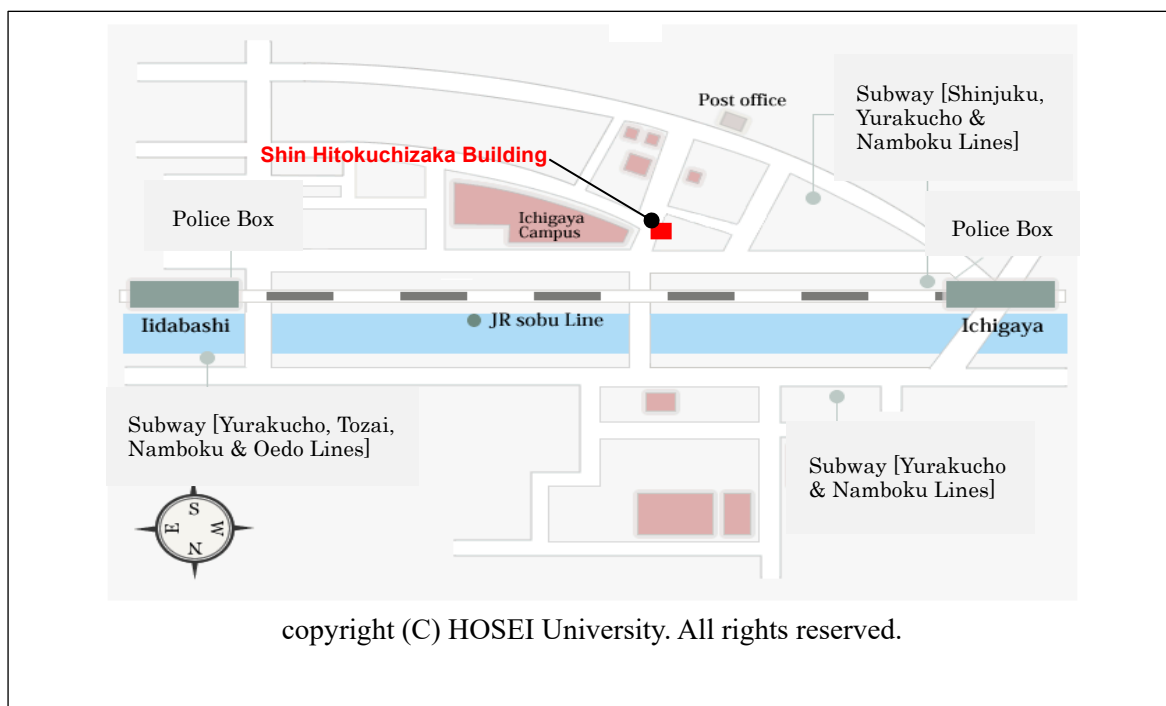 Post office
Subway [Shinjuku,
Yurakucho &
Namboku Lines]
Shin Hitokuchizaka Building
Police Box
Ichigaya
Campus
Police Box
Iidabashi
JR sobu Line
Ichigaya
Subway [Yurakucho, Tozai,
Namboku & Oedo Lines]
Subway [Yurakucho
& Namboku Lines]
S
E
W
N
copyright (C) HOSEI University. All rights reserved.